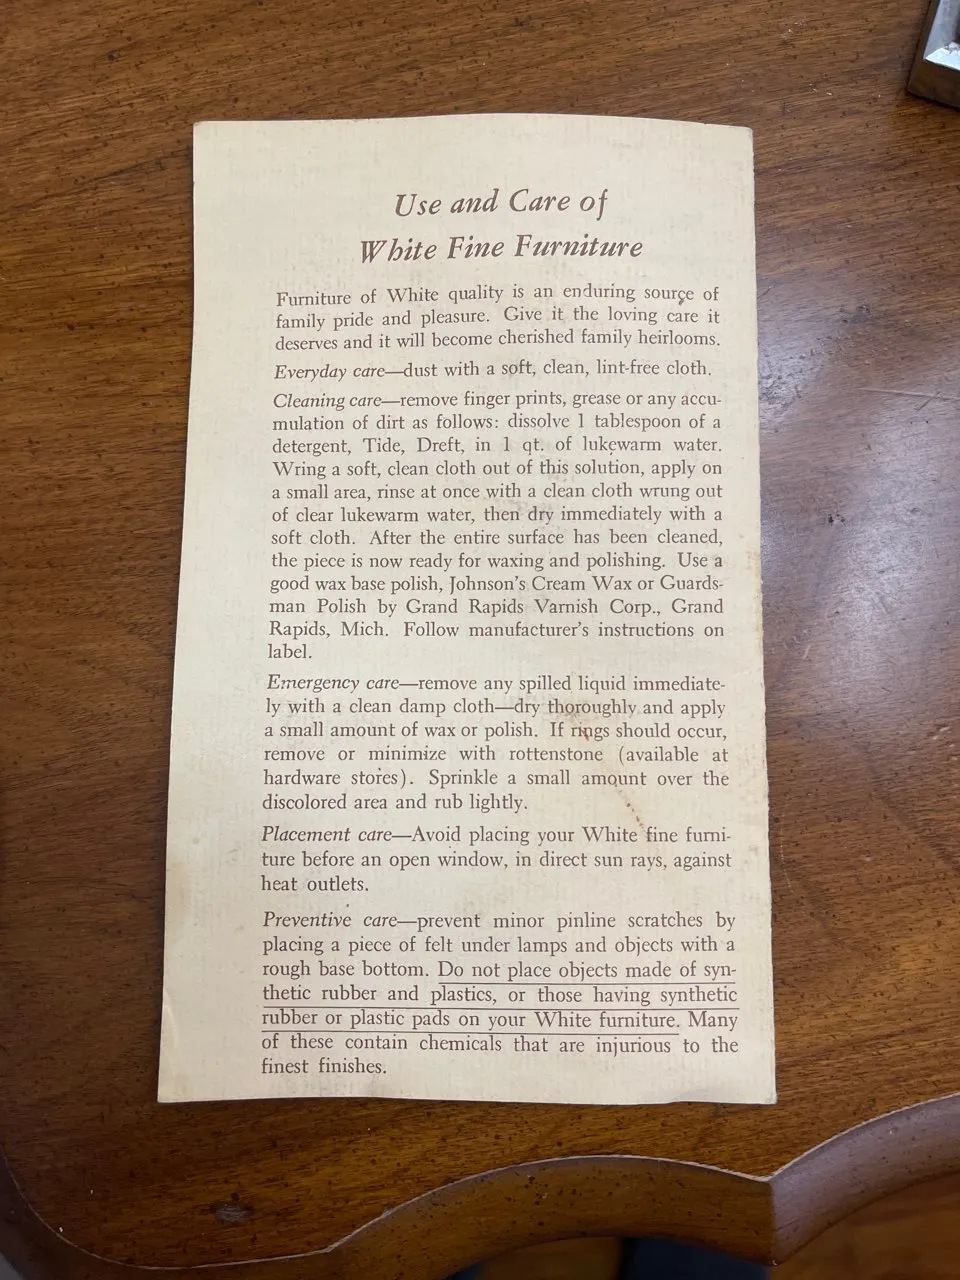 Use and Care of
White Fine Furniture
Furniture of White quality is an enduring source of
family pride and pleasure. Give it the loving care it
deserves and it will become cherished family heirlooms.
Everyday care—dust with a soft, clean, lint-free cloth.
Cleaning care—remove finger prints, grease or any accu-
mulation of dirt as follows: dissolve 1 tablespoon of a
detergent, Tide, Dreft, in 1 qt. of lukewarm water.
Wring a soft, clean cloth out of this solution, apply on
a small area, rinse at once with a clean cloth wrung out
of clear lukewarm water, then dry immediately with a
soft cloth. After the entire surface has been cleaned,
the piece is now ready for waxing and polishing. Use a
good wax base polish, Johnson's Cream Wax or Guards-
man Polish by Grand Rapids Varnish Corp., Grand
Rapids, Mich. Follow manufacturer's instructions on
label.
Emergency care—remove any spilled liquid immediate-
ly with a clean damp cloth—dry thoroughly and apply
a small amount of wax or polish. If rings should occur,
remove or minimize with rottenstone (available at
hardware stores). Sprinkle a small amount over the
discolored area and rub lightly.
Placement care—Avoid placing your White fine furni-
ture before an open window, in direct sun rays, against
heat outlets.
Preventive care—prevent minor pinline scratches by
placing a piece of felt under lamps and objects with a
rough base bottom. Do not place objects made of syn-
thetic rubber and plastics, or those having synthetic
rubber or plastic pads on your White furniture. Many
of these contain chemicals that are injurious to the
finest finishes.